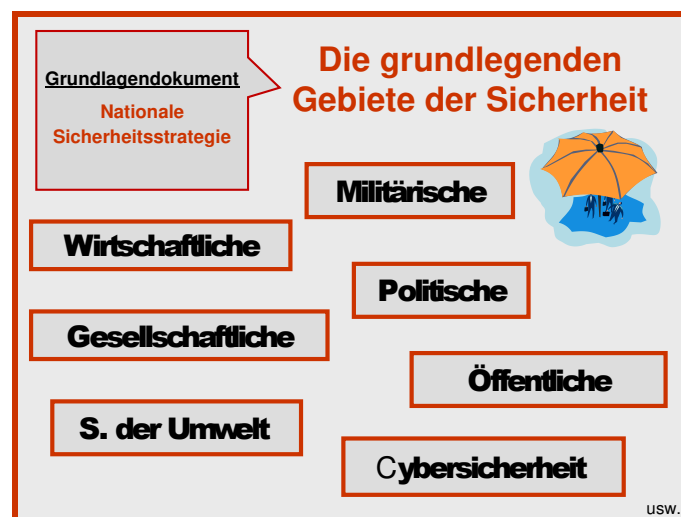 Grundlagendokument
Nationale
Sicherheitsstrategie
Die grundlegenden
Gebiete der Sicherheit
Militärische
Wirtschaftliche
Politische
Gesellschaftliche
Öffentliche
S. der Umwelt
Cybersicherheit
usw.